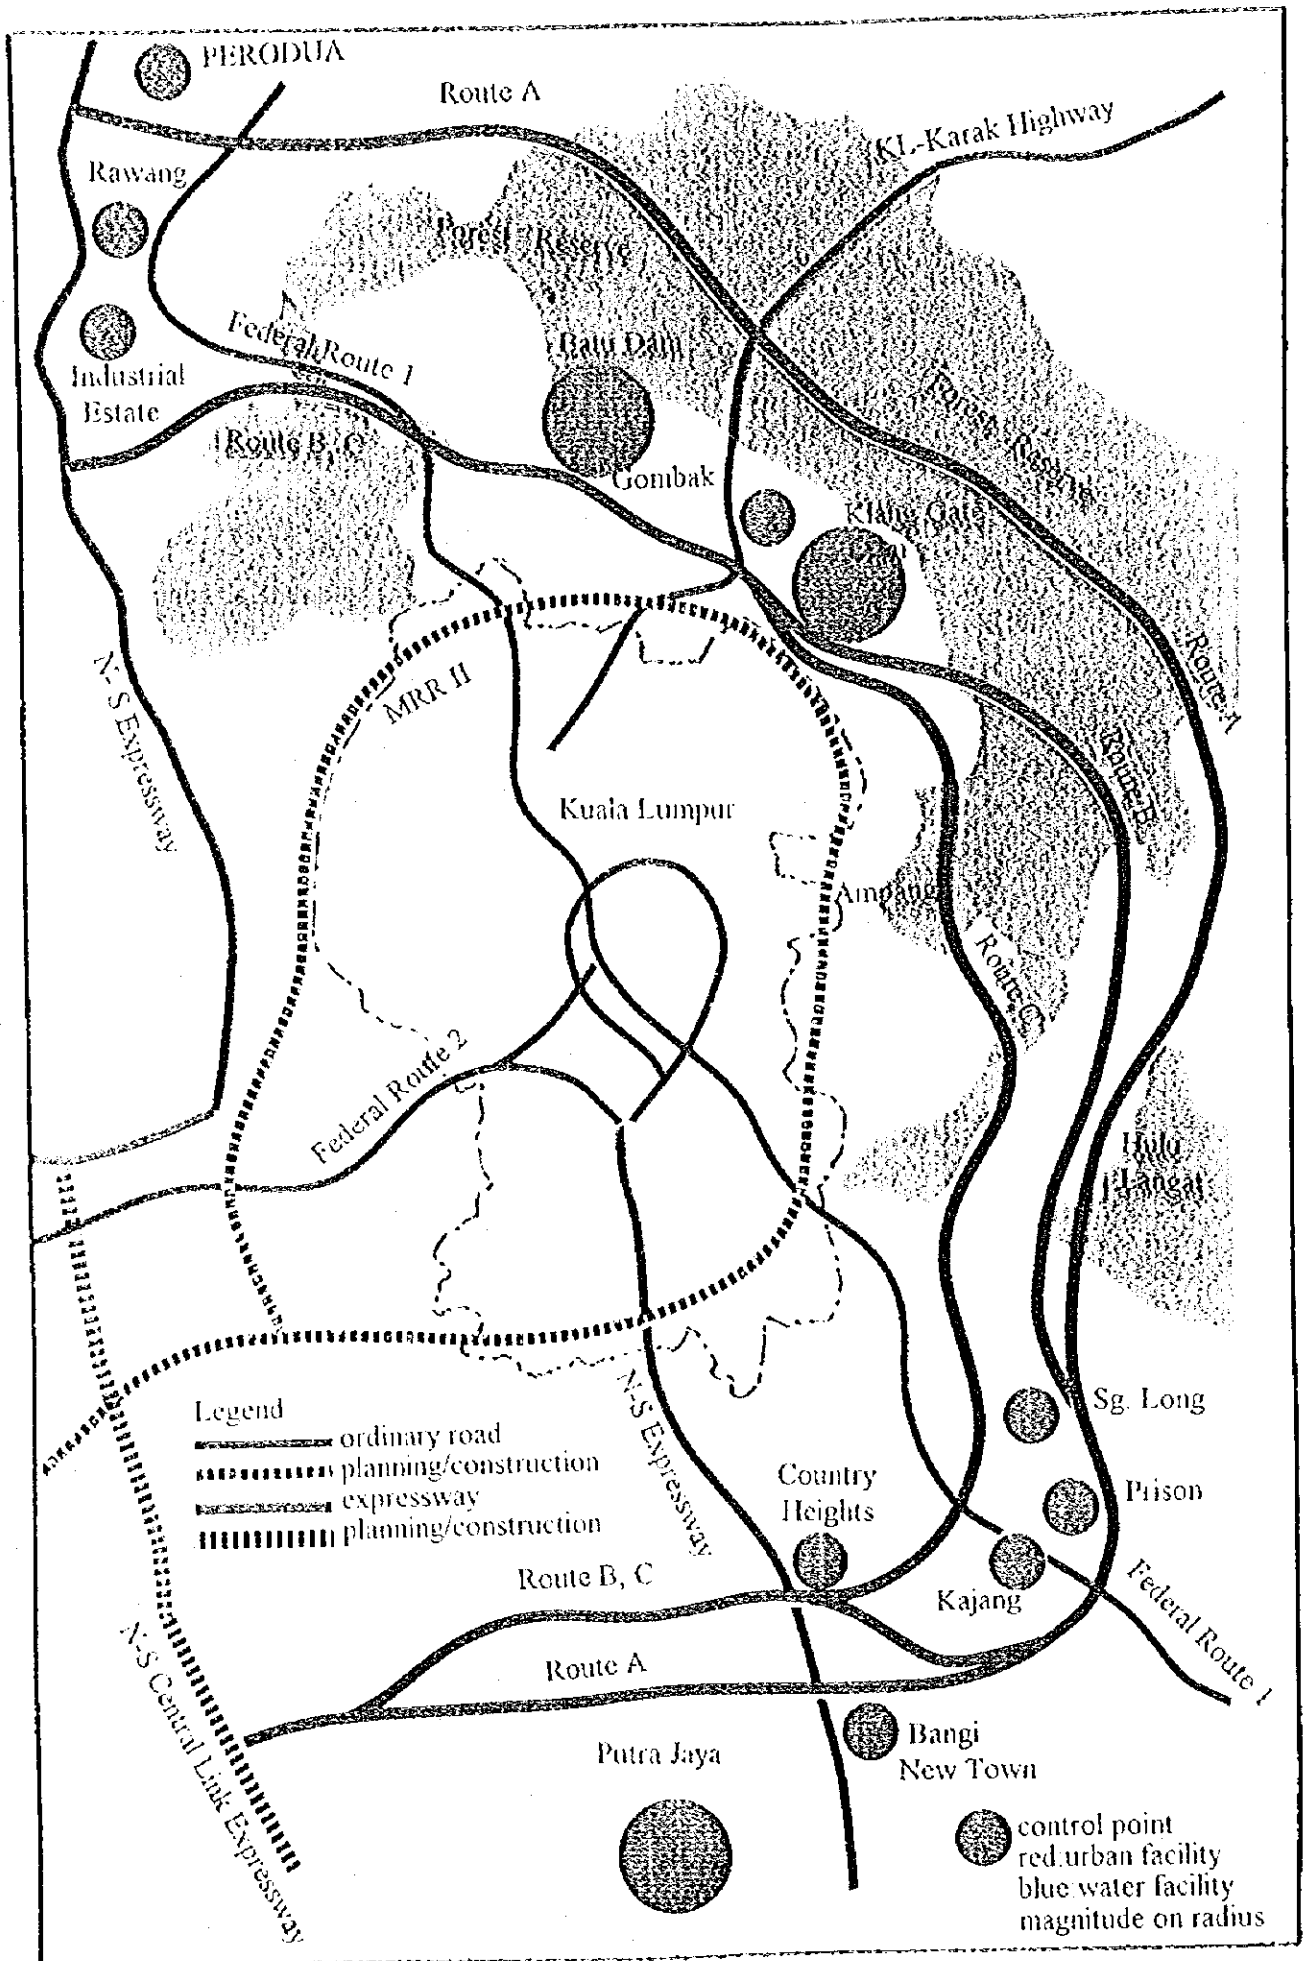 PERODUA
Route A
KL-Karak Highway
Rawang
Forest Reserve
Federal Route 1
Batu Dam
Industrial
Estate
Forest Reserve
Route B, C
Gombak
Klang Gate
Route A
N-S Expressway
MRR II
Route B
Kuala Lumpur
Ampang
Route C
Federal Route 2
Hulu
Langat
N-S Expressway
Sg. Long
Legend
ordinary road
planning/construction
expressway
planning/construction
Country
Heights
Prison
Route B, C
Kajang
Federal Route 1
N-S Central Link Expressway
Route A
Putra Jaya
Bangi
New Town
control point
red:urban facility
blue:water facility
magnitude on radius